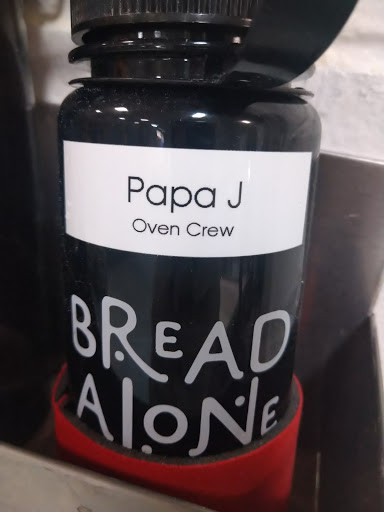 Papa J
Oven Crew
BREAD
ALONE